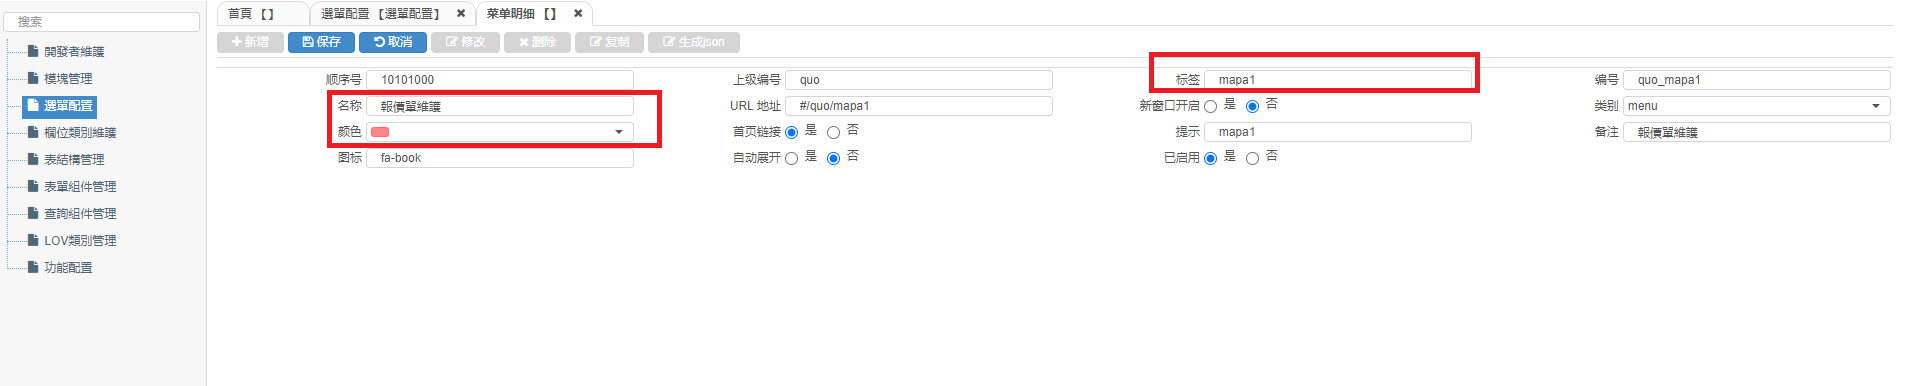 搜索
開發者維護
模塊管理
選單配置
欄位類別維護
表結構管理
表單組件管理
查詢組件管理
LOV類別管理
功能配置
首頁 【】 選單配置 【選單配置】 ✖ 菜单明细 【】 ✖
新增 保存 取消 修改 删除 复制 生成json
顺序号 10101000 上级编号 quo 标签 mapa1 编号 quo_mapa1
名称 報價單維護 URL 地址 #/quo/mapa1 新窗口开启 是 否 类别 menu
颜色 首页链接 是 否 提示 mapa1 备注 報價單維護
图标 fa-book 自动展开 是 否 已启用 是 否